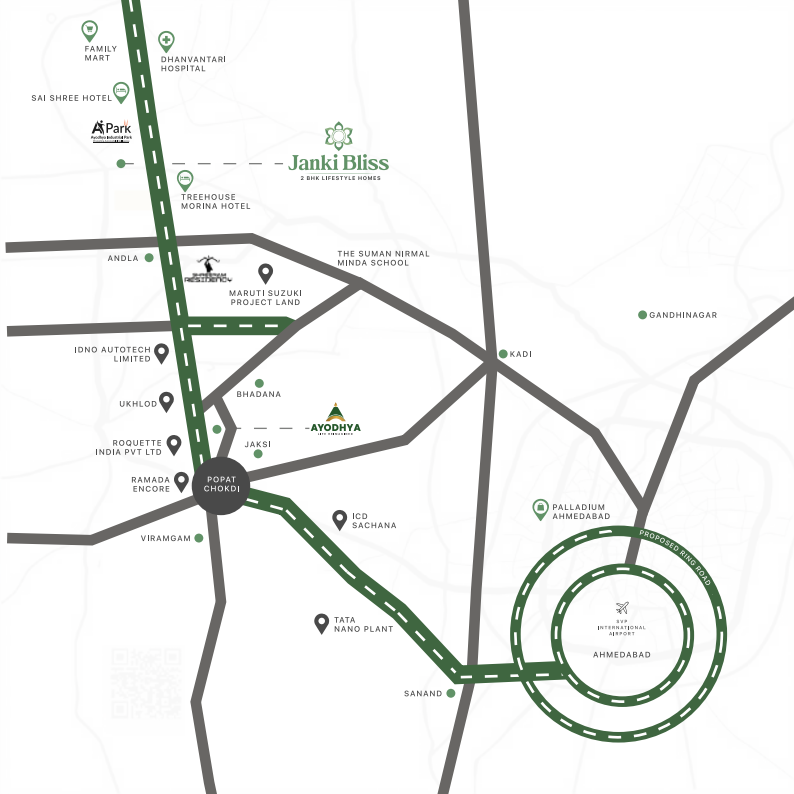 FAMILY
MART
DHANVANTARI
HOSPITAL
SAI SHREE HOTEL
Park
Ayodhya Industrial Park
Janki Bliss
2 BHK LIFESTYLE HOMES
TREEHOUSE
MORINA HOTEL
ANDLA
RESIDENCY
THE SUMAN NIRMAL
MINDA SCHOOL
MARUTI SUZUKI
PROJECT LAND
GANDHINAGAR
IDNO AUTOTECH
LIMITED
KADI
BHADANA
UKHLOD
AYODHYA
JAKSI
ROQUETTE
INDIA PVT LTD
RAMADA
ENCORE
POPAT
CHOKDI
ICD
SACHANA
PALLADIUM
AHMEDABAD
VIRAMGAM
PROPOSED RING ROAD
TATA
NANO PLANT
SVP
INTERNATIONAL
AIRPORT
AHMEDABAD
SANAND